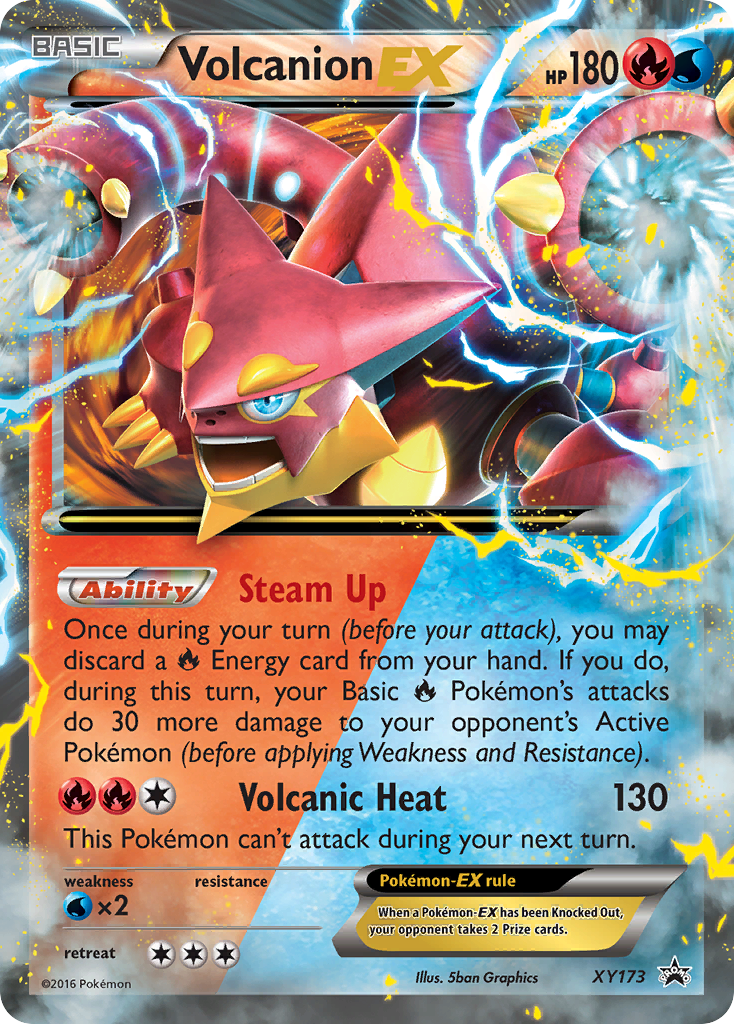 BASIC
Volcanion EX
HP 180
Ability Steam Up
Once during your turn (before your attack), you may
discard a Energy card from your hand. If you do,
during this turn, your Basic Pokémon's attacks
do 30 more damage to your opponent's Active
Pokémon (before applying Weakness and Resistance).
Volcanic Heat 130
This Pokémon can't attack during your next turn.
weakness resistance
×2
Pokémon-EX rule
When a Pokémon-EX has been Knocked Out,
your opponent takes 2 Prize cards.
retreat
©2016 Pokémon
Illus. 5ban Graphics
XY173
PROMO